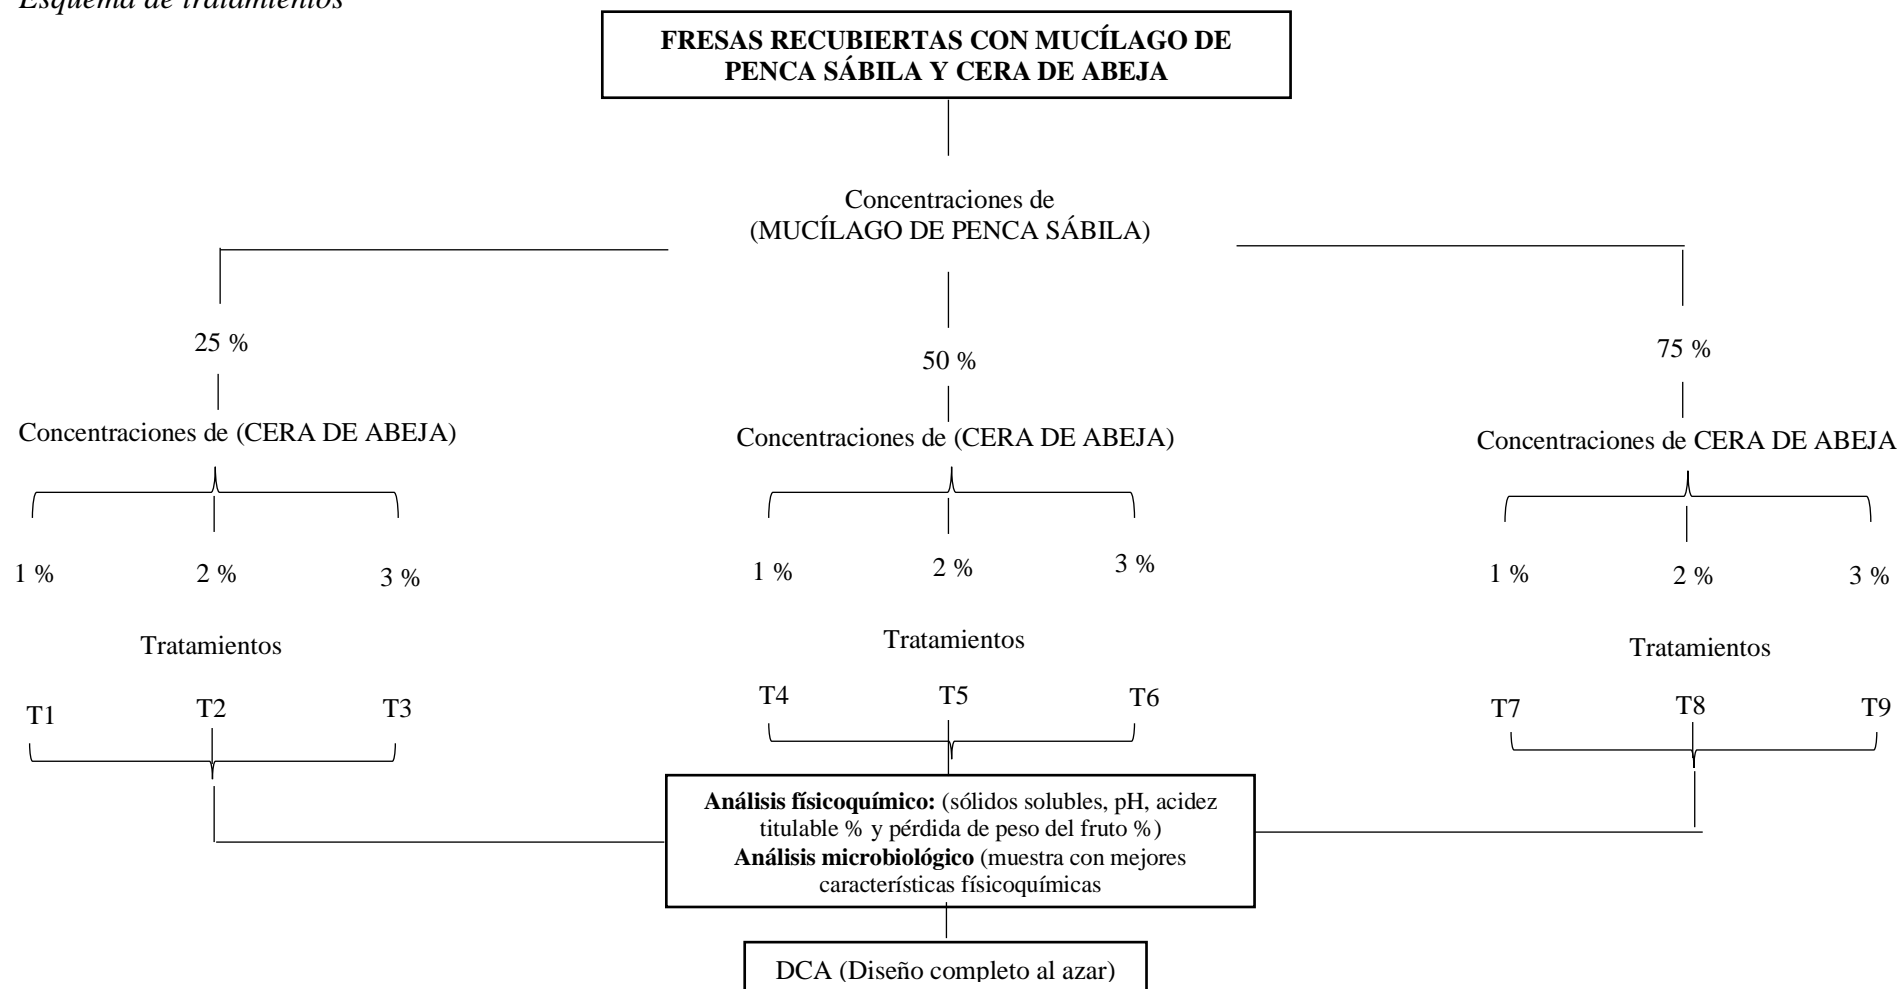 Esquema de tratamientos
FRESAS RECUBIERTAS CON MUCÍLAGO DE
PENCA SÁBILA Y CERA DE ABEJA
Concentraciones de
(MUCÍLAGO DE PENCA SÁBILA)
25 %
50 %
75 %
Concentraciones de (CERA DE ABEJA)
Concentraciones de (CERA DE ABEJA)
Concentraciones de CERA DE ABEJA
1 %
2 %
3 %
1 %
2 %
3 %
1 %
2 %
3 %
Tratamientos
Tratamientos
Tratamientos
T1
T2
T3
T4
T5
T6
T7
T8
T9
Análisis físicoquímico: (sólidos solubles, pH, acidez
titulable % y pérdida de peso del fruto %)
Análisis microbiológico (muestra con mejores
características físicoquímicas
DCA (Diseño completo al azar)